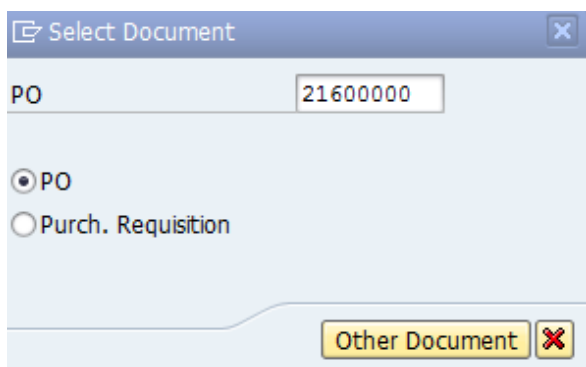 Select Document
PO 21600000
PO
Purch. Requisition
Other Document